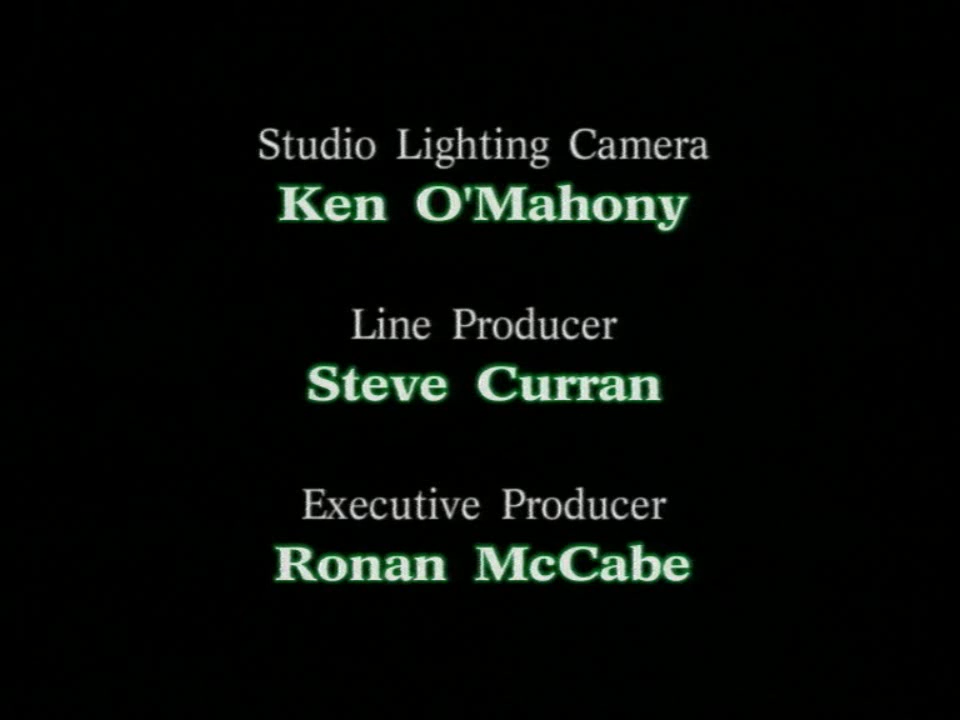 Studio Lighting Camera
Ken O'Mahony
Line Producer
Steve Curran
Executive Producer
Ronan McCabe